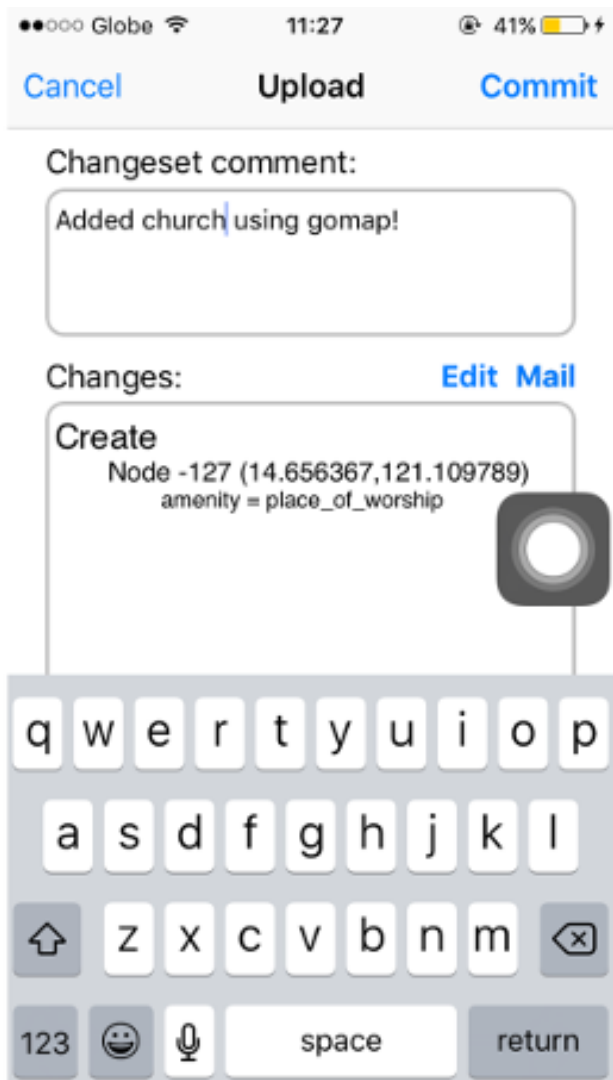 Globe 11:27 41%
Cancel Upload Commit
Changeset comment:
Added church using gomap!
Changes: Edit Mail
Create
Node -127 (14.656367,121.109789)
amenity = place_of_worship
q w e r t y u i o p
a s d f g h j k l
z x c v b n m
123 space return